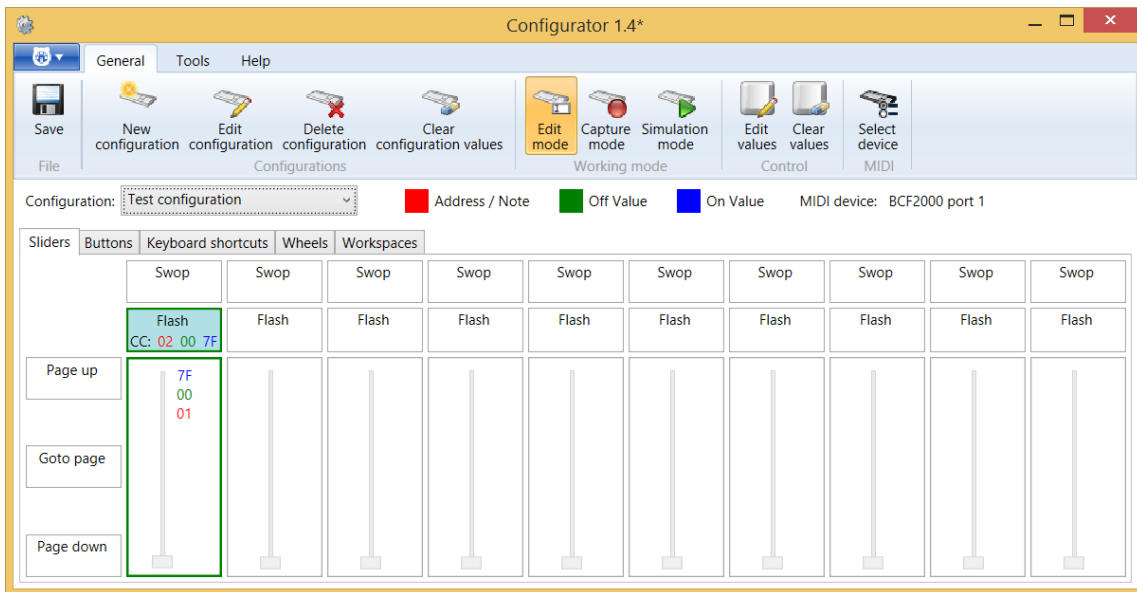 Configurator 1.4*
General Tools Help
Save New configuration Edit configuration Delete configuration Clear configuration values Edit mode Capture mode Simulation mode Edit values Clear values Select device
File Configurations Working mode Control MIDI
Configuration: Test configuration Address / Note Off Value On Value MIDI device: BCF2000 port 1
Sliders Buttons Keyboard shortcuts Wheels Workspaces
Swop Swop Swop Swop Swop Swop Swop Swop Swop Swop
Flash Flash Flash Flash Flash Flash Flash Flash Flash Flash
CC: 02 00 7F
Page up 7F
00
01
Goto page
Page down